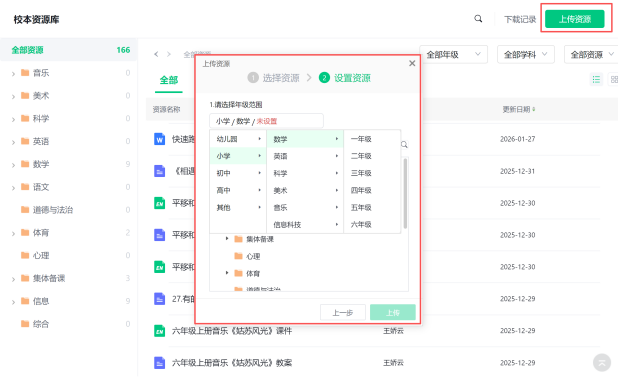 校本资源库
下载记录
上传资源
全部资源 166
音乐 0
美术 0
科学 0
英语 0
数学 9
语文 0
道德与法治 0
体育 2
心理 0
集体备课 3
信息 9
综合 0
全部资源
全部年级
全部学科
全部资源
全部
资源名称
更新日期
快速跑
2026-01-27
《相遇
2025-12-31
平移和
2025-12-30
平移和
2025-12-30
平移和
2025-12-30
27.有的
2025-12-29
六年级上册音乐《姑苏风光》课件
王娇云
2025-12-29
六年级上册音乐《姑苏风光》教案
王娇云
2025-12-29
上传资源
1 选择资源
2 设置资源
1.请选择年级范围
小学 / 数学 / 未设置
幼儿园
小学
初中
高中
其他
数学
英语
科学
美术
音乐
信息科技
一年级
二年级
三年级
四年级
五年级
六年级
集体备课
心理
体育
道德与法治
上一步
上传